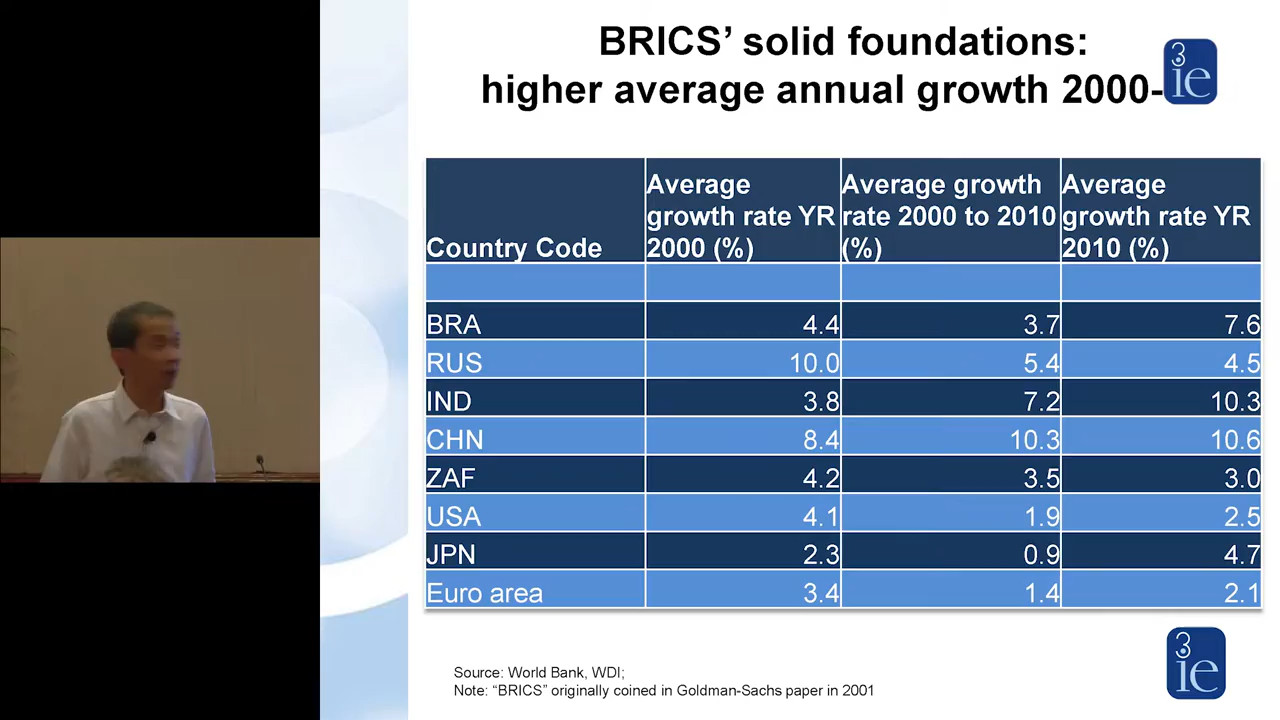 BRICS’ solid foundations:
higher average annual growth 2000-
3
ie
Country Code Average growth rate YR 2000 (%) Average growth rate 2000 to 2010 (%) Average growth rate YR 2010 (%)
BRA 4.4 3.7 7.6
RUS 10.0 5.4 4.5
IND 3.8 7.2 10.3
CHN 8.4 10.3 10.6
ZAF 4.2 3.5 3.0
USA 4.1 1.9 2.5
JPN 2.3 0.9 4.7
Euro area 3.4 1.4 2.1
Source: World Bank, WDI;
Note: “BRICS” originally coined in Goldman-Sachs paper in 2001
3
ie